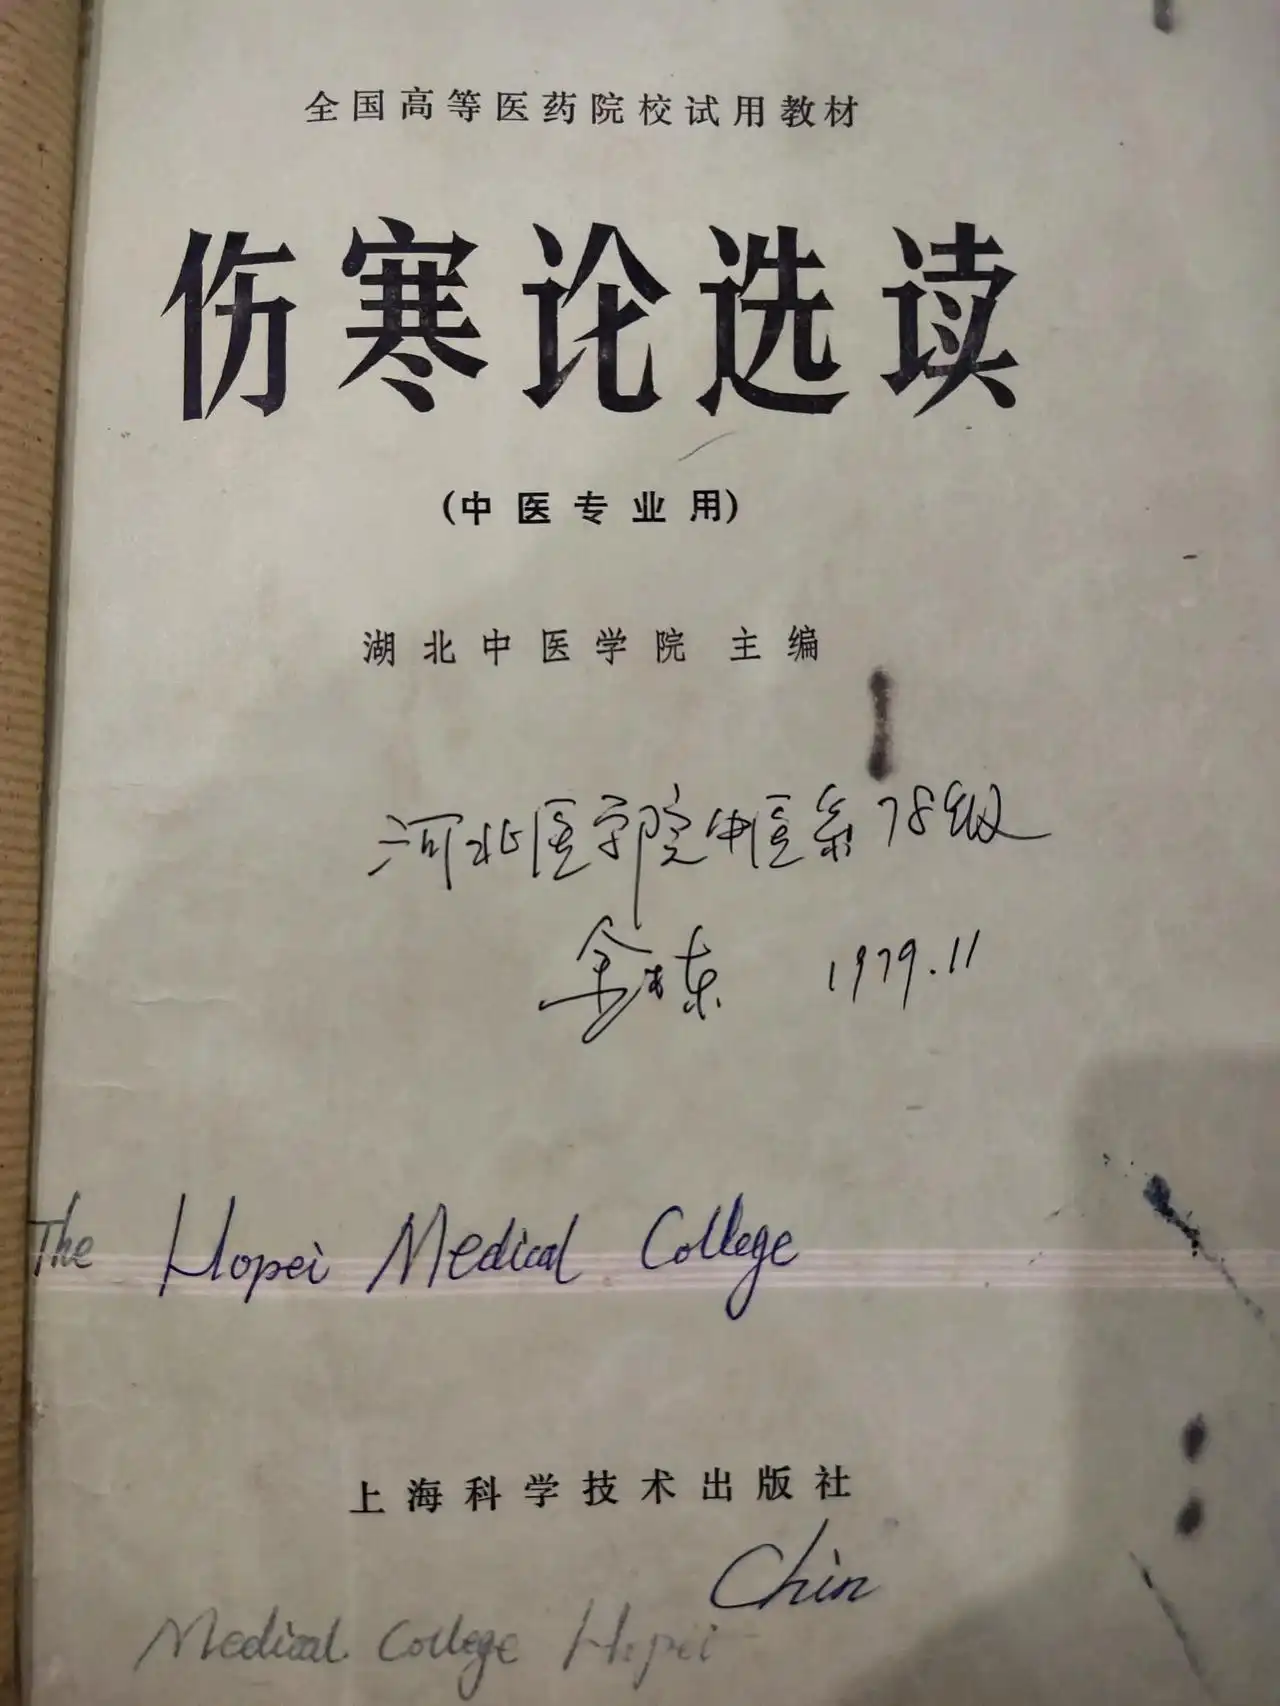 全国高等医药院校试用教材
伤寒论选读
(中医专业用)
湖北中医学院 主编
河北医学院中医系78级
金栋 1979.11
The Hopei Medical College
上海科学技术出版社
Chin
Medical College Hopei